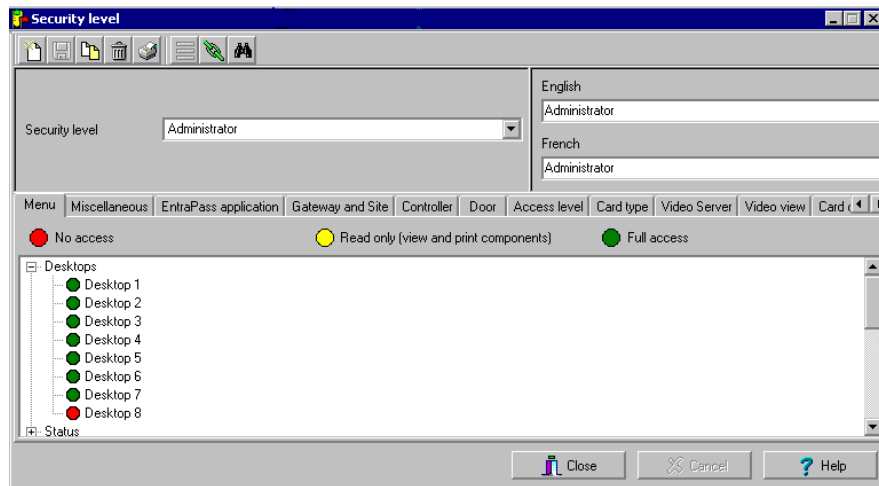 Security level
English
Administrator
Security level
Administrator
French
Administrator
Menu Miscellaneous EntraPass application Gateway and Site Controller Door Access level Card type Video Server Video view Card
No access Read only (view and print components) Full access
Desktops
Desktop 1
Desktop 2
Desktop 3
Desktop 4
Desktop 5
Desktop 6
Desktop 7
Desktop 8
Status
Close Cancel ? Help